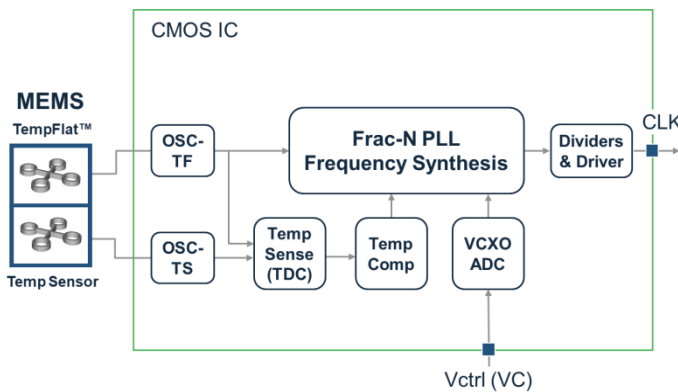 CMOS IC
MEMS
TempFlat™
OSC-
TF
Frac-N PLL
Frequency Synthesis
Dividers
& Driver
CLK
OSC-
TS
Temp
Sense
(TDC)
Temp
Comp
VCXO
ADC
Temp Sensor
Vctrl (VC)